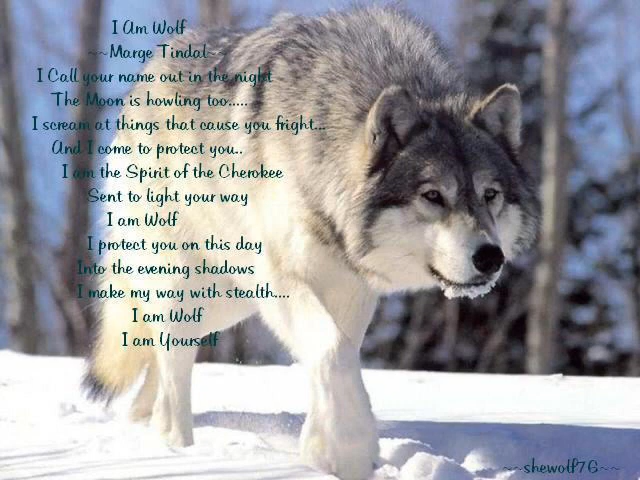 I Am Wolf
~~Marge Tindal~~
I Call your name out in the night
The Moon is howling too.....
I scream at things that cause you fright...
And I come to protect you..
I am the Spirit of the Cherokee
Sent to light your way
I am Wolf
I protect you on this day
Into the evening shadows
I make my way with stealth....
I am Wolf
I am Yourself
~~shewolf76~~